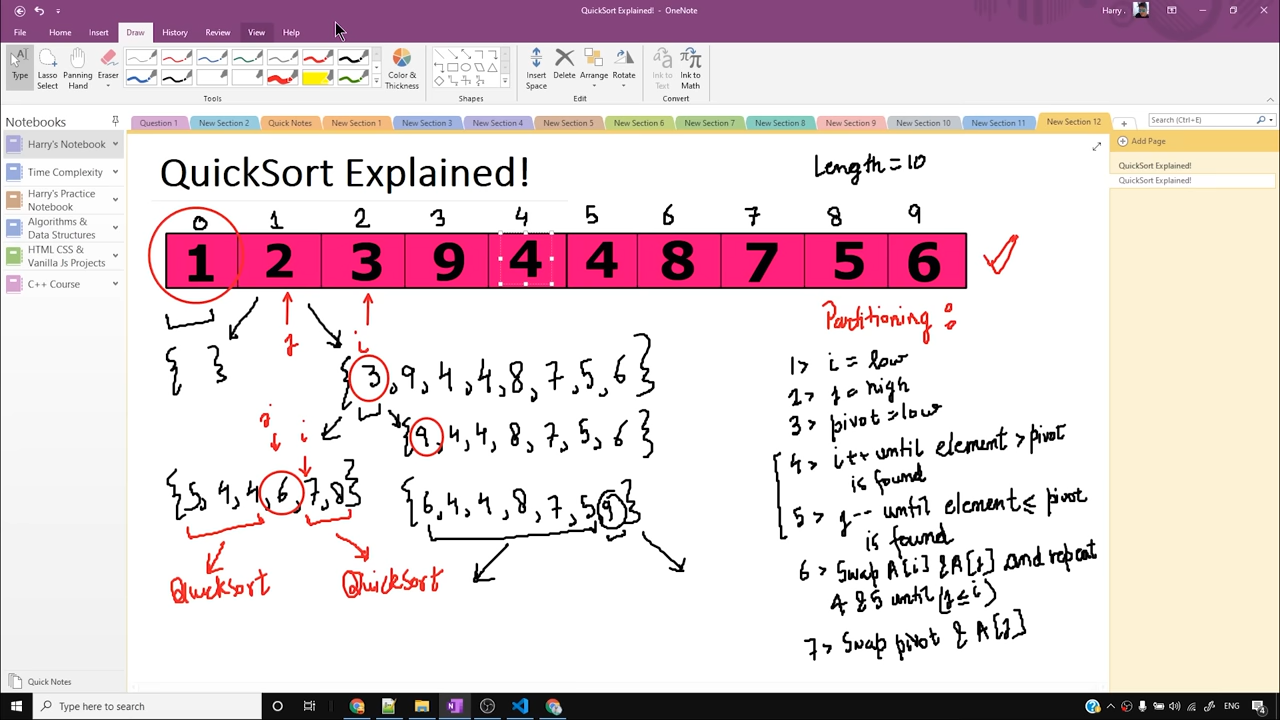 QuickSort Explained! - OneNote
Harry .
File Home Insert Draw History Review View Help
Type
Lasso Select
Panning Hand
Eraser
Color & Thickness
Insert Space
Delete
Arrange
Rotate
Ink to Text
Ink to Math
Tools
Shapes
Edit
Convert
Notebooks
Question 1 New Section 2 Quick Notes New Section 1 New Section 3 New Section 4 New Section 5 New Section 6 New Section 7 New Section 8 New Section 9 New Section 10 New Section 11 New Section 12
Search (Ctrl+E)
Harry's Notebook
Time Complexity
Harry's Practice Notebook
Algorithms & Data Structures
HTML CSS & Vanilla Js Projects
C++ Course
Quick Notes
Add Page
QuickSort Explained!
QuickSort Explained!
QuickSort Explained!
Length = 10
0 1 2 3 4 5 6 7 8 9
1 2 3 9 4 4 8 7 5 6
j
i
{ }
{ 3, 9, 4, 4, 8, 7, 5, 6 }
{ 9, 4, 4, 8, 7, 5, 6 }
j i
{ 5, 4, 4, 6, 7, 8 }
{ 6, 4, 4, 8, 7, 5, 9 }
QuickSort
QuickSort
Partitioning :
1> i = low
2> j = high
3> pivot = low
4> i++ until element > pivot
is found
5> j-- until element ≤ pivot
is found
6> Swap A[i] & A[j] and repeat
4 & 5 until (j ≤ i)
7> Swap pivot & A[j]
Type here to search
ENG